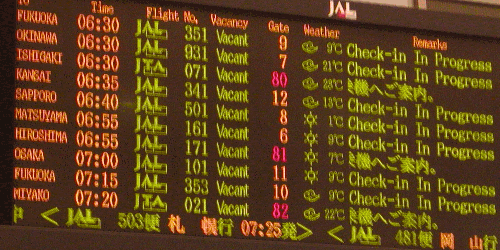 JAL
To Time Flight No. Vacancy Gate Weather Remarks
FUKUOKA 06:30 JAL 351 Vacant 9 9℃ Check-in In Progress
OKINAWA 06:30 JAL 931 Vacant 7 21℃ Check-in In Progress
ISHIGAKI 06:30 JTA 071 Vacant 80 23℃ 機へご案内。
KANSAI 06:35 JAL 341 Vacant 12 13℃ Check-in In Progress
SAPPORO 06:40 JAL 501 Vacant 8 1℃ Check-in In Progress
MATSUYAMA 06:55 JAL 161 Vacant 6 9℃ Check-in In Progress
HIROSHIMA 06:55 JAL 171 Vacant 81 7℃ 機へご案内。
OSAKA 07:00 JAL 101 Vacant 11 9℃ Check-in In Progress
FUKUOKA 07:15 JAL 353 Vacant 10 9℃ Check-in In Progress
MIYAKO 07:20 JTA 021 Vacant 82 22℃ 機へご案内。
< JAL 503便 札 幌行 07:25発> < JAL 481便 岡 山行